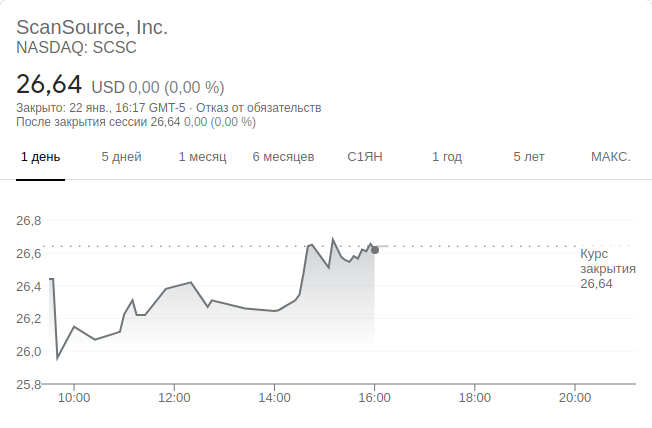 ScanSource, Inc.
NASDAQ: SCSC
26,64 USD 0,00 (0,00 %)
Закрыто: 22 янв., 16:17 GMT-5 · Отказ от обязательств
После закрытия сессии 26,64 0,00 (0,00 %)
1 день 5 дней 1 месяц 6 месяцев С1ЯН 1 год 5 лет МАКС.
26,8
26,6
26,4
26,2
26,0
25,8
Курс
закрытия
26,64
10:00 12:00 14:00 16:00 18:00 20:00